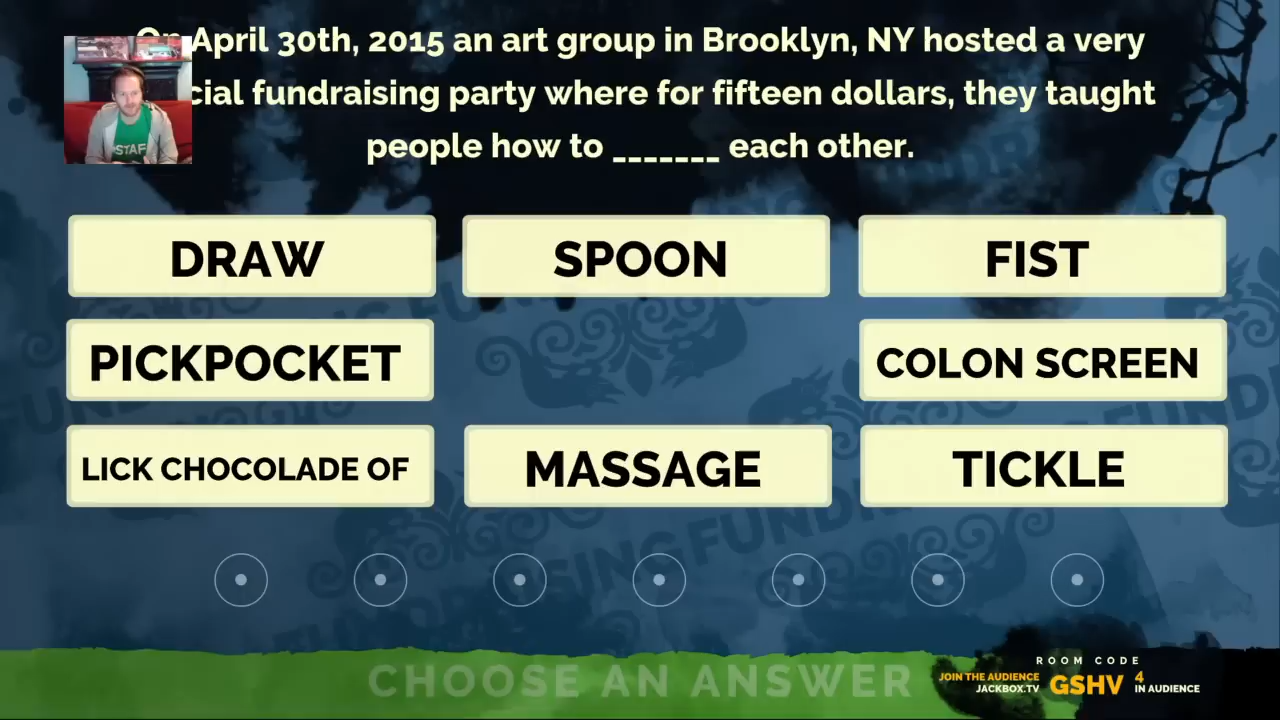 April 30th, 2015 an art group in Brooklyn, NY hosted a very
cial fundraising party where for fifteen dollars, they taught
people how to _______ each other.
DRAW
SPOON
FIST
PICKPOCKET
COLON SCREEN
LICK CHOCOLADE OF
MASSAGE
TICKLE
CHOOSE AN ANSWER
ROOM CODE
JOIN THE AUDIENCE
JACKBOX.TV
GSHV
4
IN AUDIENCE
STAF